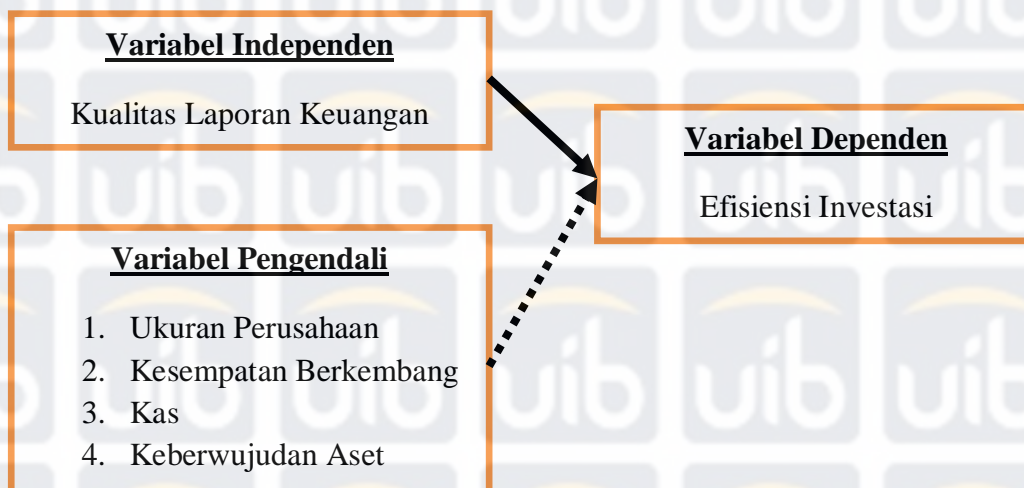 Variabel Independen
Kualitas Laporan Keuangan
Variabel Dependen
Efisiensi Investasi
Variabel Pengendali
1. Ukuran Perusahaan
2. Kesempatan Berkembang
3. Kas
4. Keberwujudan Aset
uib